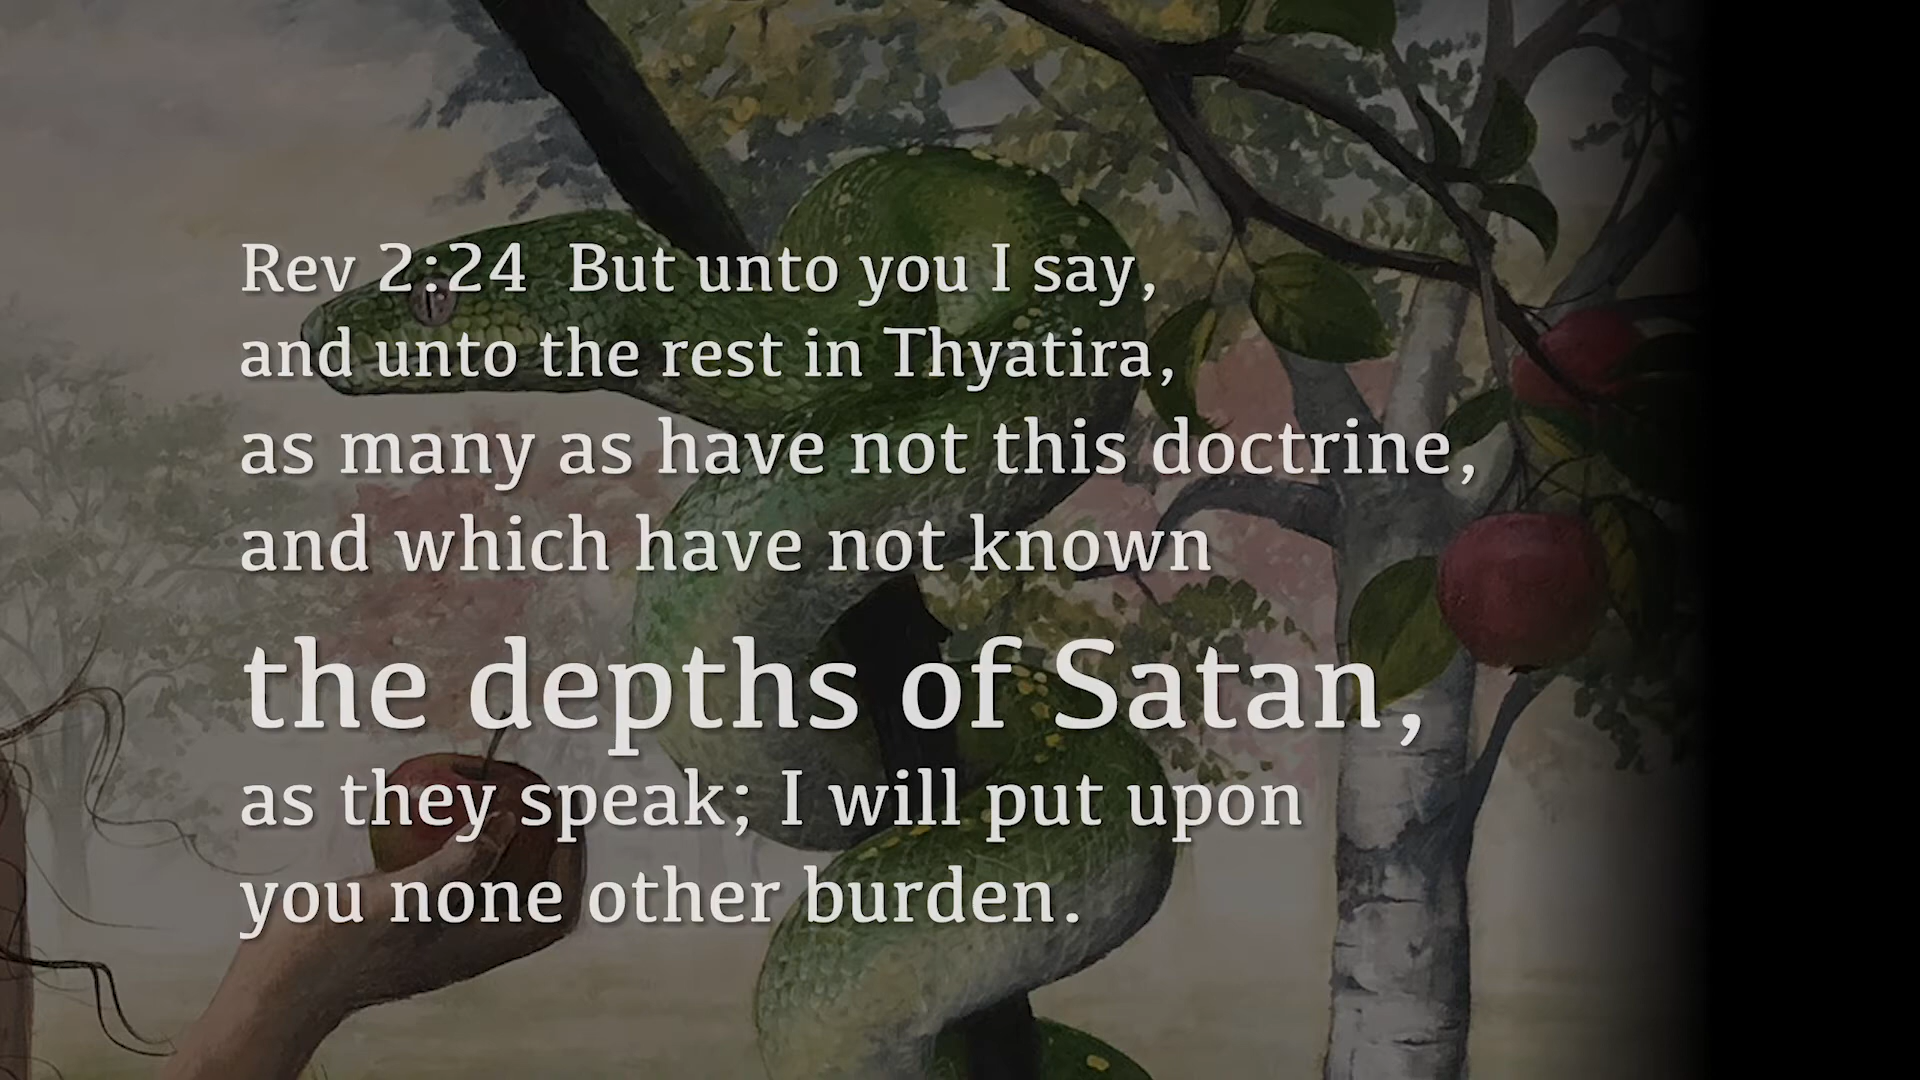 Rev 2:24  But unto you I say,
and unto the rest in Thyatira,
as many as have not this doctrine,
and which have not known
the depths of Satan,
as they speak; I will put upon
you none other burden.